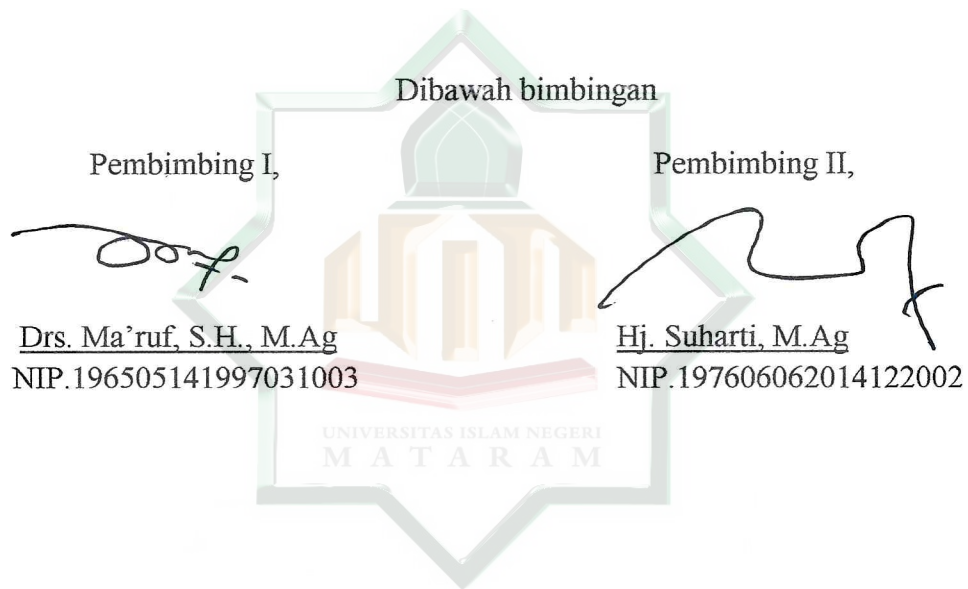 Dibawah bimbingan
Pembimbing I,
Pembimbing II,
Drs. Ma'ruf, S.H., M.Ag
NIP.196505141997031003
Hj. Suharti, M.Ag
NIP.197606062014122002
UNIVERSITAS ISLAM NEGERI
MATARAM